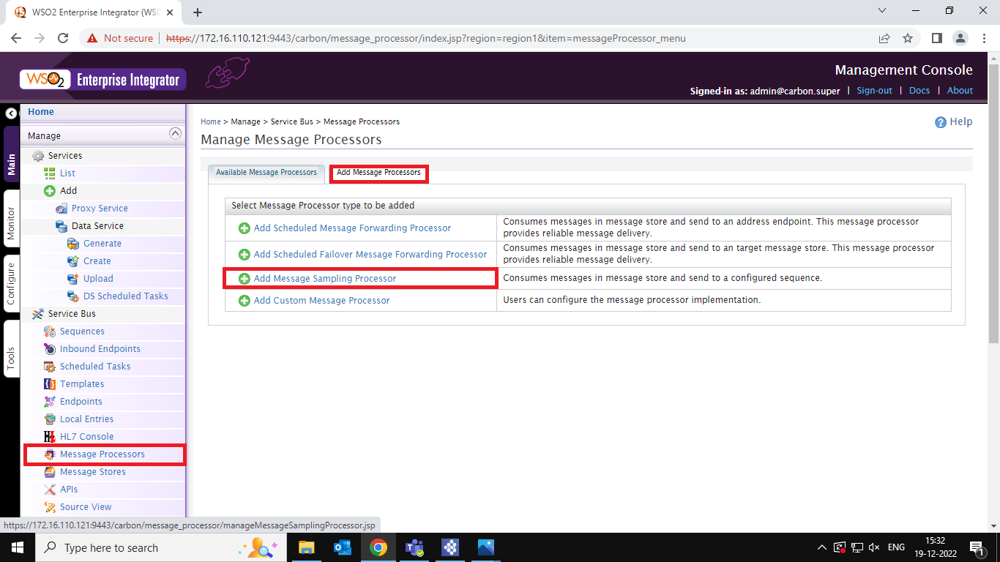 WSO2 Enterprise Integrator (WSO
Not secure
https://172.16.110.121:9443/carbon/message_processor/index.jsp?region=region1&item=messageProcessor_menu
WSO2 Enterprise Integrator
Management Console
Signed-in as: admin@carbon.super | Sign-out | Docs | About
Main
Monitor
Configure
Tools
Home
Manage
Services
List
Add
Proxy Service
Data Service
Generate
Create
Upload
DS Scheduled Tasks
Service Bus
Sequences
Inbound Endpoints
Scheduled Tasks
Templates
Endpoints
Local Entries
HL7 Console
Message Processors
Message Stores
APIs
Source View
Home > Manage > Service Bus > Message Processors
Help
Manage Message Processors
Available Message Processors
Add Message Processors
Select Message Processor type to be added
Add Scheduled Message Forwarding Processor
Consumes messages in message store and send to an address endpoint. This message processor
provides reliable message delivery.
Add Scheduled Failover Message Forwarding Processor
Consumes messages in message store and send to an target message store. This message processor
provides reliable message delivery.
Add Message Sampling Processor
Consumes messages in message store and send to a configured sequence.
Add Custom Message Processor
Users can configure the message processor implementation.
https://172.16.110.121:9443/carbon/message_processor/manageMessageSamplingProcessor.jsp
Type here to search
ENG
15:32
19-12-2022
1